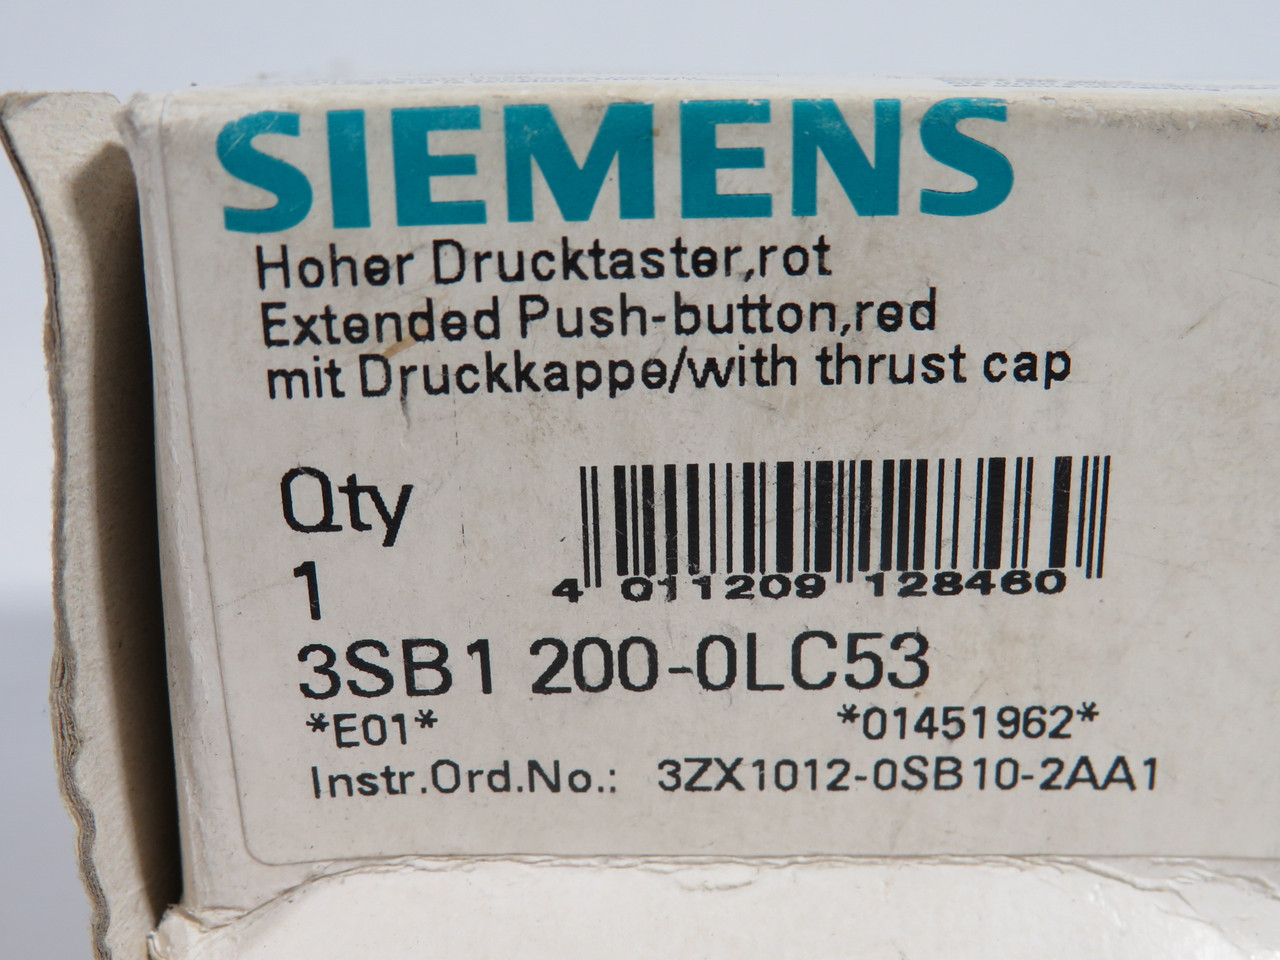 SIEMENS
Hoher Drucktaster,rot
Extended Push-button,red
mit Druckkappe/with thrust cap
Qty
1
4 011209 128460
3SB1 200-0LC53
*E01* *01451962*
Instr.Ord.No.: 3ZX1012-0SB10-2AA1